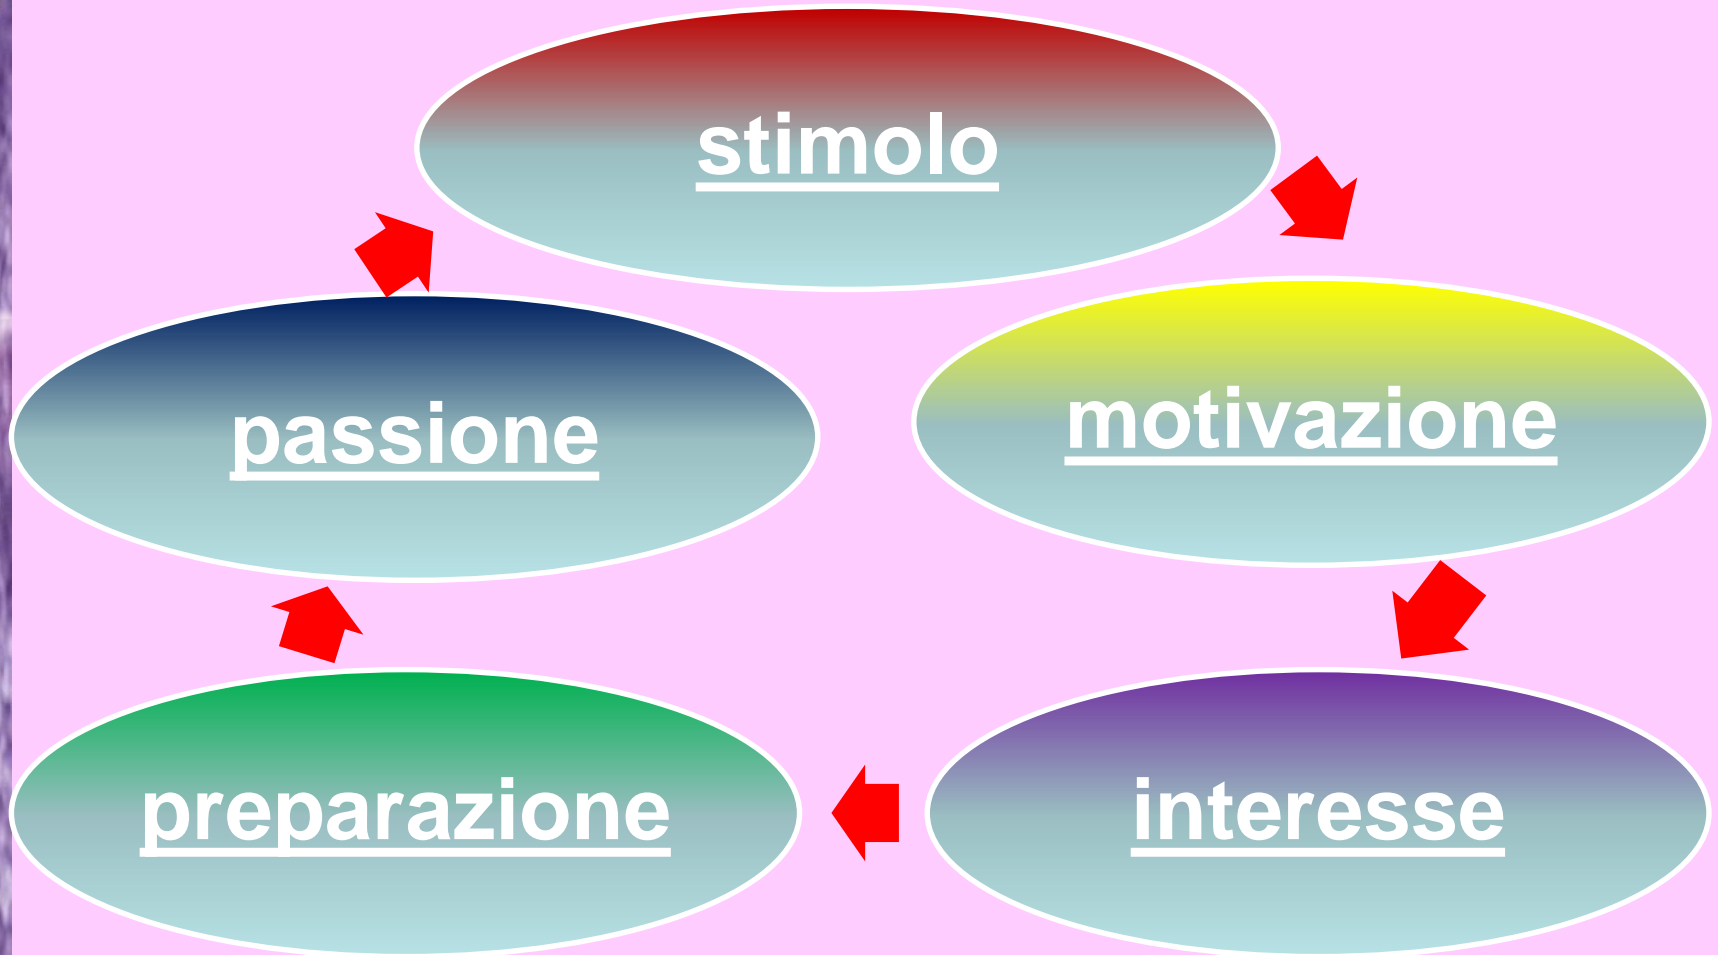 stimolo
motivazione
interesse
preparazione
passione